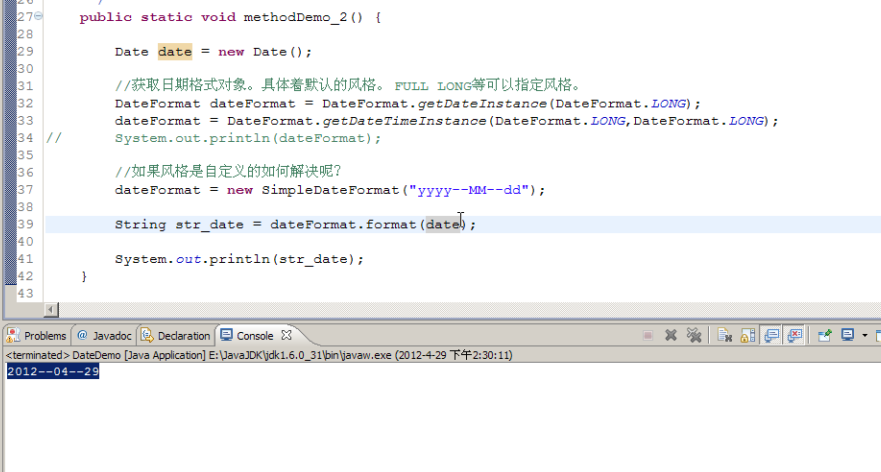 27 public static void methodDemo_2() {
28
29 Date date = new Date();
30
31 //获取日期格式对象。具体着默认的风格。 FULL LONG等可以指定风格。
32 DateFormat dateFormat = DateFormat.getDateInstance(DateFormat.LONG);
33 dateFormat = DateFormat.getDateTimeInstance(DateFormat.LONG,DateFormat.LONG);
34 // System.out.println(dateFormat);
35
36 //如果风格是自定义的如何解决呢?
37 dateFormat = new SimpleDateFormat("yyyy--MM--dd");
38
39 String str_date = dateFormat.format(date);
40
41 System.out.println(str_date);
42 }
43
Problems @ Javadoc Declaration Console
<terminated> DateDemo [Java Application] E:\JavaJDK\jdk1.6.0_31\bin\javaw.exe (2012-4-29 下午2:30:11)
2012--04--29